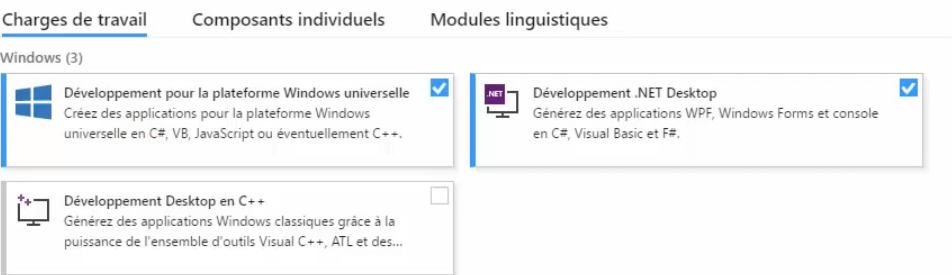 Charges de travail Composants individuels Modules linguistiques
Windows (3)
Développement pour la plateforme Windows universelle
Créez des applications pour la plateforme Windows
universelle en C#, VB, JavaScript ou éventuellement C++.
.NET
Développement .NET Desktop
Générez des applications WPF, Windows Forms et console
en C#, Visual Basic et F#.
Développement Desktop en C++
Générez des applications Windows classiques grâce à la
puissance de l'ensemble d'outils Visual C++, ATL et des...